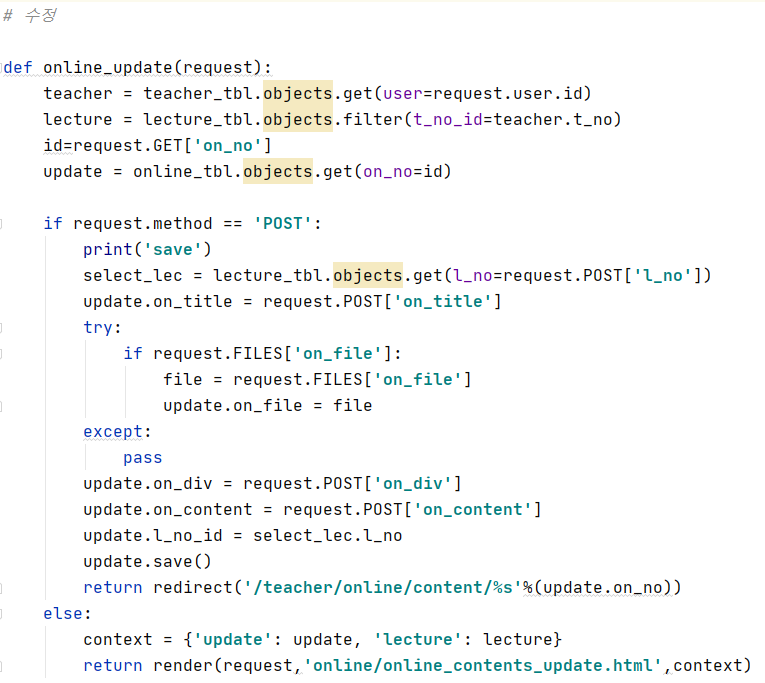 # 수정
def online_update(request):
    teacher = teacher_tbl.objects.get(user=request.user.id)
    lecture = lecture_tbl.objects.filter(t_no_id=teacher.t_no)
    id=request.GET['on_no']
    update = online_tbl.objects.get(on_no=id)
    if request.method == 'POST':
        print('save')
        select_lec = lecture_tbl.objects.get(l_no=request.POST['l_no'])
        update.on_title = request.POST['on_title']
        try:
            if request.FILES['on_file']:
                file = request.FILES['on_file']
                update.on_file = file
        except:
            pass
        update.on_div = request.POST['on_div']
        update.on_content = request.POST['on_content']
        update.l_no_id = select_lec.l_no
        update.save()
        return redirect('/teacher/online/content/%s'%(update.on_no))
    else:
        context = {'update': update, 'lecture': lecture}
        return render(request,'online/online_contents_update.html',context)